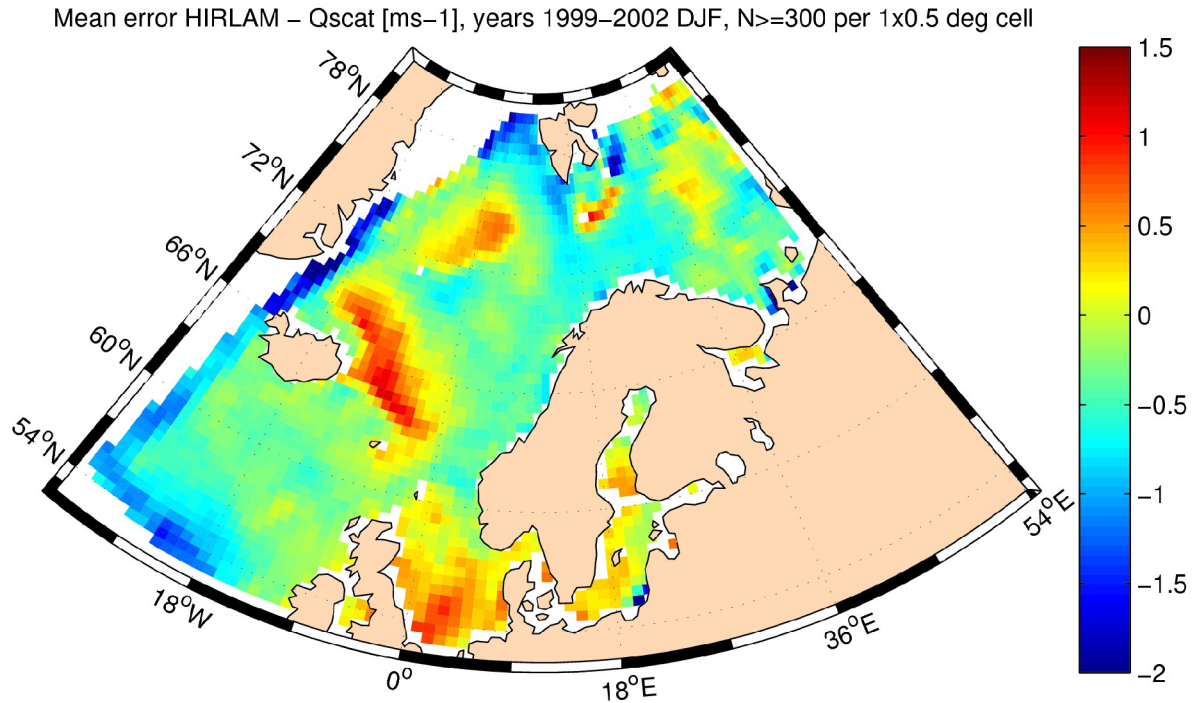 Mean error HIRLAM − Qscat [ms−1], years 1999−2002 DJF, N>=300 per 1x0.5 deg cell
78°N
72°N
66°N
60°N
54°N
18°W
0°
18°E
36°E
54°E
1.5
1
0.5
0
−0.5
−1
−1.5
−2